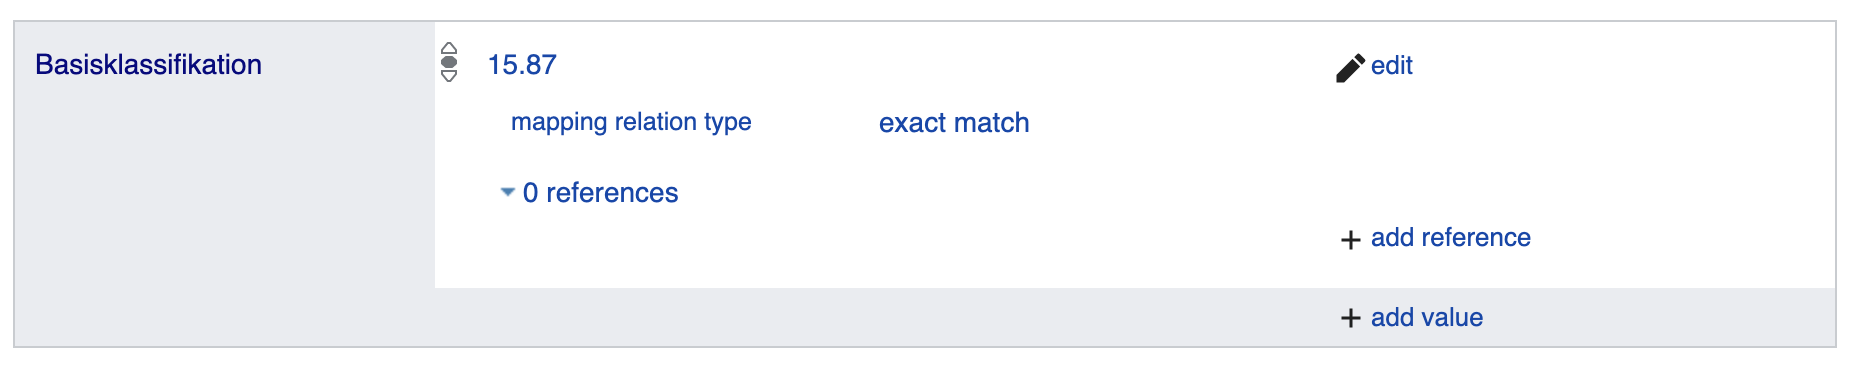 Basisklassifikation
15.87
edit
mapping relation type exact match
0 references
+ add reference
+ add value